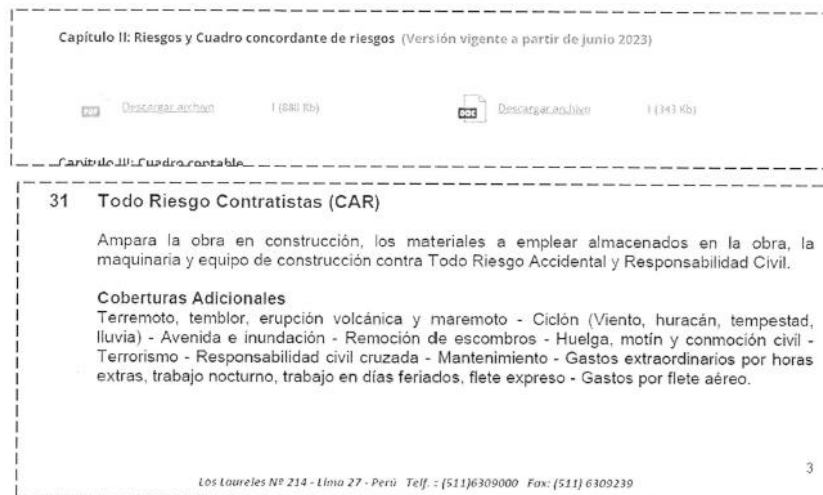 Capítulo II: Riesgos y Cuadro concordante de riesgos (Versión vigente a partir de junio 2023)
PDF Descargar archivo 1 (880 Kb) DOC Descargar archivo 1 (343 Kb)
Capítulo III: Cuadro contable
31 Todo Riesgo Contratistas (CAR)
Ampara la obra en construcción, los materiales a emplear almacenados en la obra, la
maquinaria y equipo de construcción contra Todo Riesgo Accidental y Responsabilidad Civil.
Coberturas Adicionales
Terremoto, temblor, erupción volcánica y maremoto - Ciclón (Viento, huracán, tempestad,
lluvia) - Avenida e inundación - Remoción de escombros - Huelga, motín y conmoción civil -
Terrorismo - Responsabilidad civil cruzada - Mantenimiento - Gastos extraordinarios por horas
extras, trabajo nocturno, trabajo en días feriados, flete expreso - Gastos por flete aéreo.
3
Los Laureles Nº 214 - Lima 27 - Perú Telf. : (511)6309000 Fax: (511) 6309239